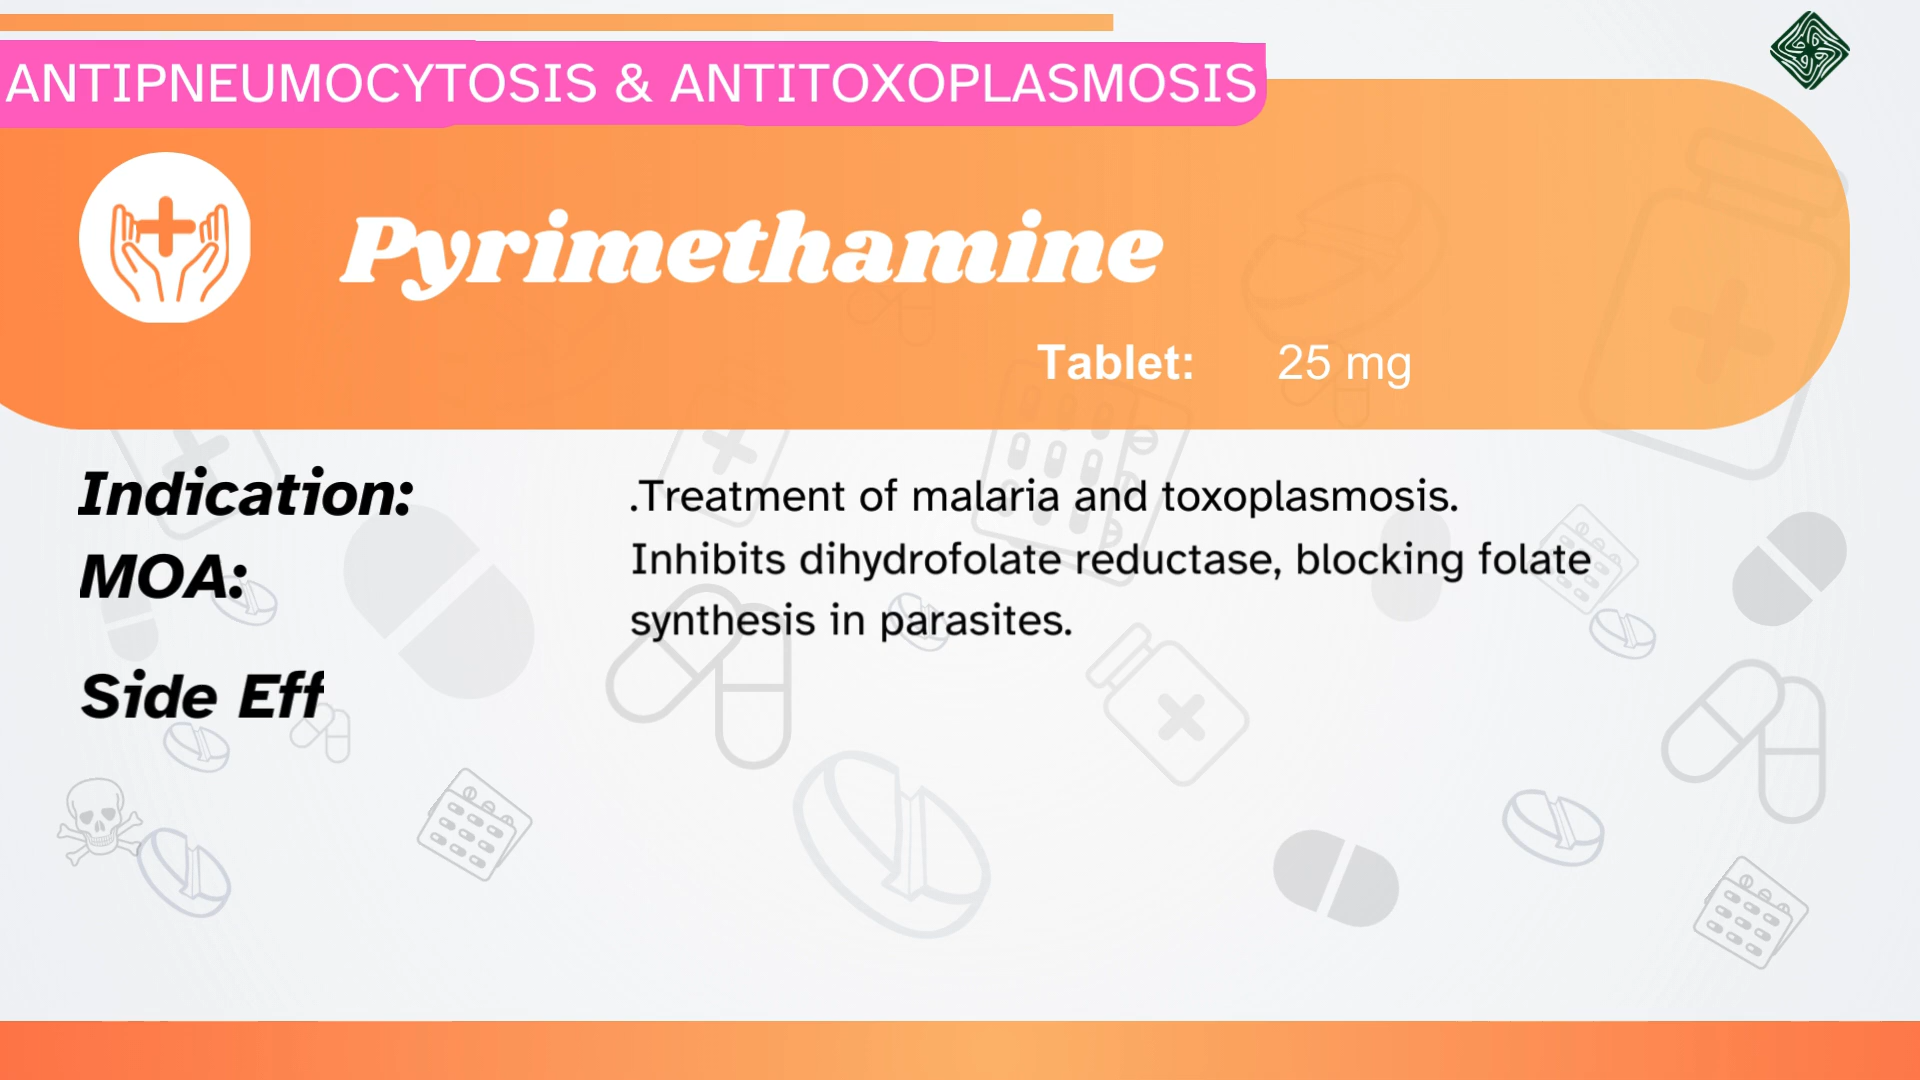 ANTIPNEUMOCYTOSIS & ANTITOXOPLASMOSIS
Pyrimethamine
Tablet: 25 mg
Indication: .Treatment of malaria and toxoplasmosis.
MOA: Inhibits dihydrofolate reductase, blocking folate
synthesis in parasites.
Side Eff